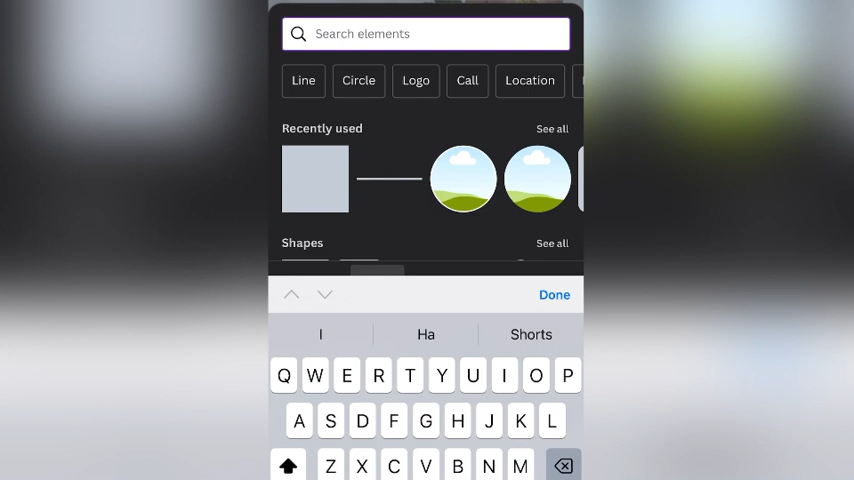 Search elements
Line Circle Logo Call Location
Recently used See all
Shapes See all
Done
I Ha Shorts
Q W E R T Y U I O P
A S D F G H J K L
Z X C V B N M